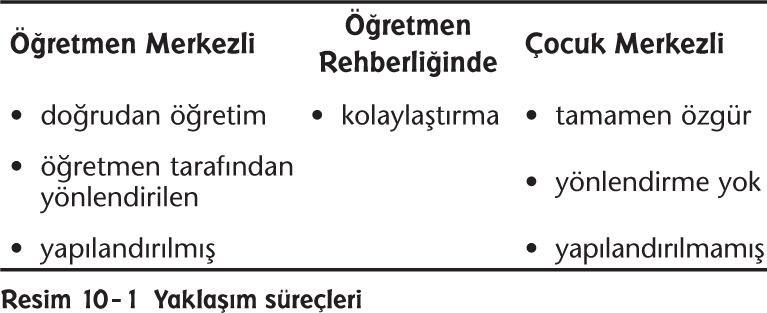 Öğretmen Merkezli
Öğretmen
Rehberliğinde
Çocuk Merkezli
• doğrudan öğretim
• kolaylaştırma
• tamamen özgür
• öğretmen tarafından
yönlendirilen
• yönlendirme yok
• yapılandırılmış
• yapılandırılmamış
Resim 10-1 Yaklaşım süreçleri